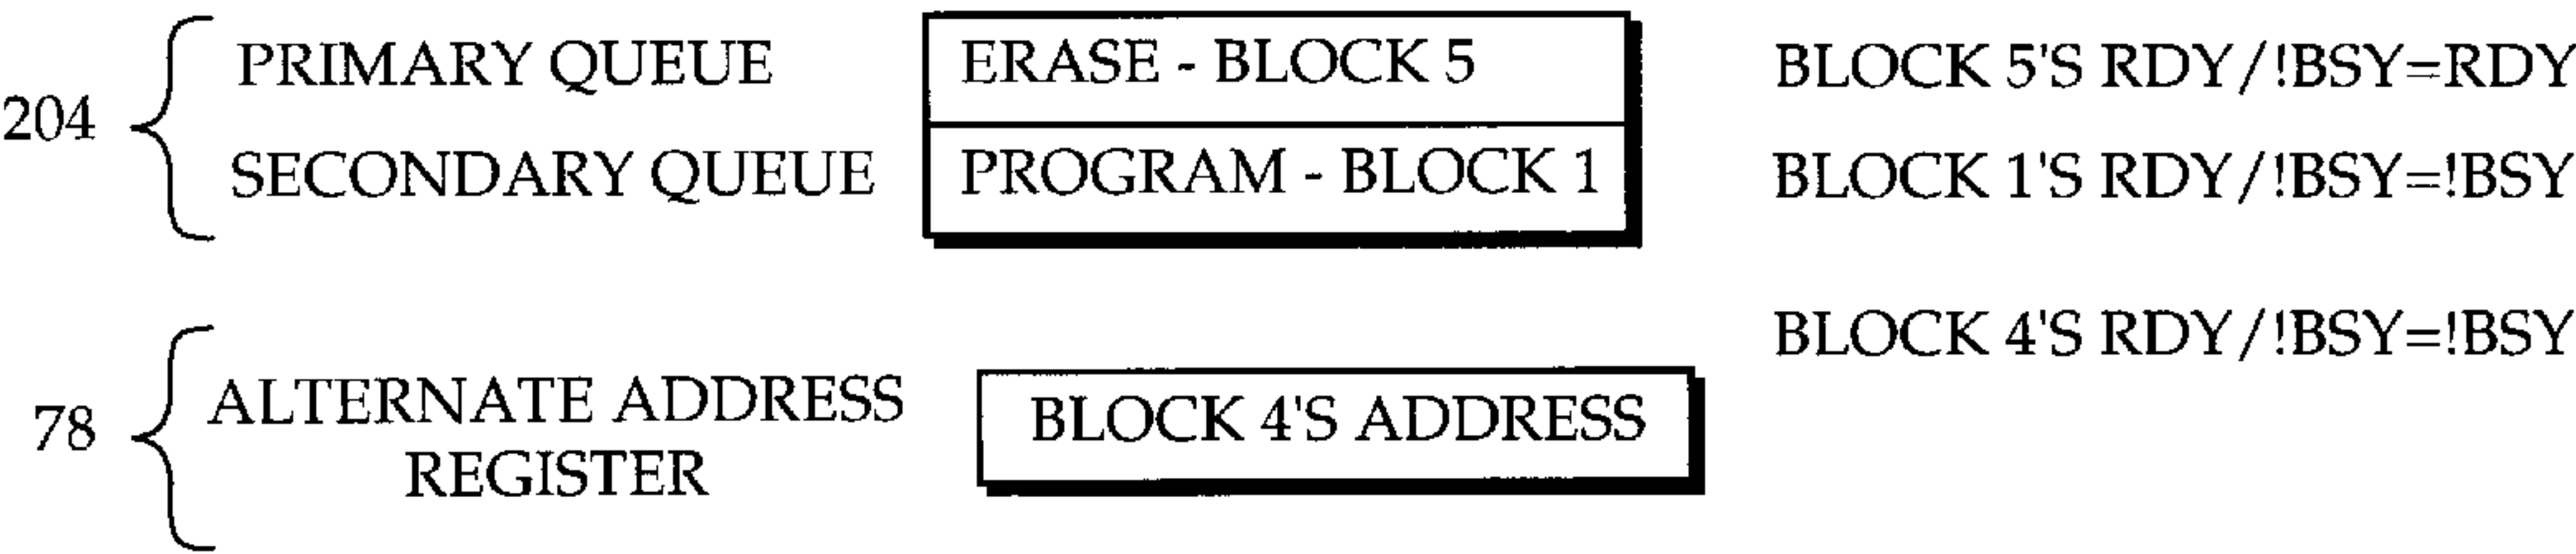 PRIMARY QUEUE ERASE - BLOCK 5 BLOCK 5'S RDY/!BSY=RDY
204
SECONDARY QUEUE PROGRAM - BLOCK 1 BLOCK 1'S RDY/!BSY=!BSY
BLOCK 4'S RDY/!BSY=!BSY
78 ALTERNATE ADDRESS BLOCK 4'S ADDRESS
REGISTER